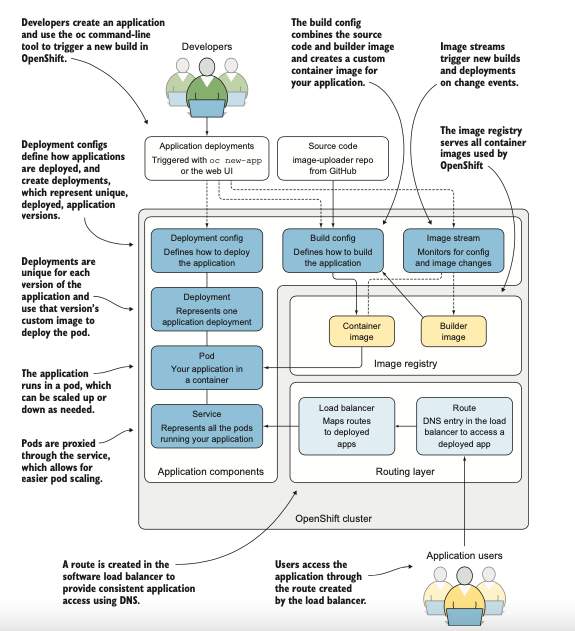 Developers create an application
and use the oc command-line
tool to trigger a new build in
OpenShift.
Developers
The build config
combines the source
code and builder image
and creates a custom
container image for
your application.
Image streams
trigger new builds
and deployments
on change events.
The image registry
serves all container
images used by
OpenShift
Deployment configs
define how applications
are deployed, and
create deployments,
which represent unique,
deployed, application
versions.
Application deployments
Triggered with oc new-app
or the web UI
Source code
image-uploader repo
from GitHub
Deployment config
Defines how to deploy
the application
Build config
Defines how to build
the application
Image stream
Monitors for config
and image changes
Deployments are
unique for each
version of the
application and
use that version's
custom image to
deploy the pod.
Deployment
Represents one
application deployment
Container
image
Builder
image
Image registry
The application
runs in a pod, which
can be scaled up or
down as needed.
Pod
Your application in
a container
Pods are proxied
through the service,
which allows for
easier pod scaling.
Service
Represents all the pods
running your application
Load balancer
Maps routes
to deployed
apps
Route
DNS entry in the load
balancer to access a
deployed app
Application components
Routing layer
OpenShift cluster
A route is created in the
software load balancer to
provide consistent application
access using DNS.
Users access the
application through
the route created
by the load balancer.
Application users